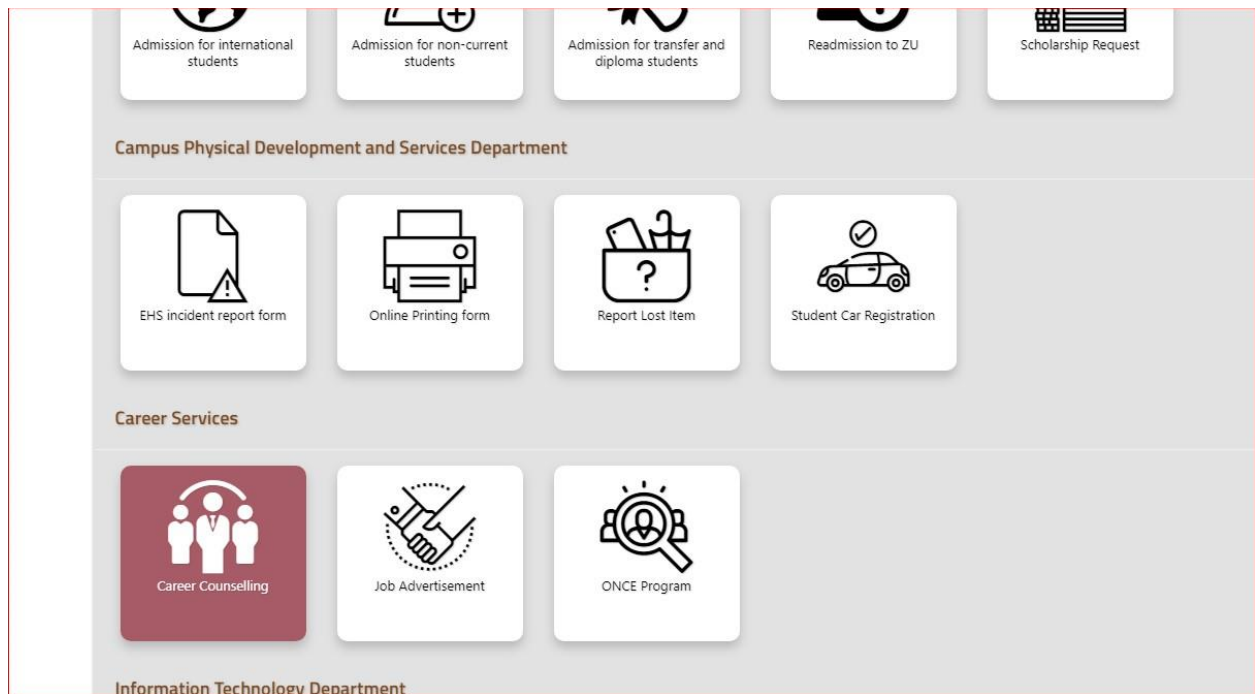 Admission for international
students
Admission for non-current
students
Admission for transfer and
diploma students
Readmission to ZU
Scholarship Request
Campus Physical Development and Services Department
EHS incident report form
Online Printing form
?
Report Lost Item
Student Car Registration
Career Services
Career Counselling
Job Advertisement
ONCE Program
Information Technology Department